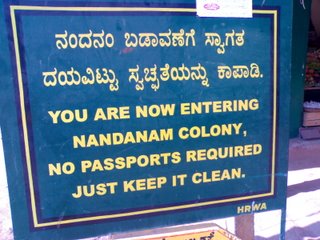 ನಂದನಂ ಬಡಾವಣೆಗೆ ಸ್ವಾಗತ
ದಯವಿಟ್ಟು ಸ್ವಚ್ಛತೆಯನ್ನು ಕಾಪಾಡಿ.
YOU ARE NOW ENTERING
NANDANAM COLONY,
NO PASSPORTS REQUIRED
JUST KEEP IT CLEAN.
HRWA